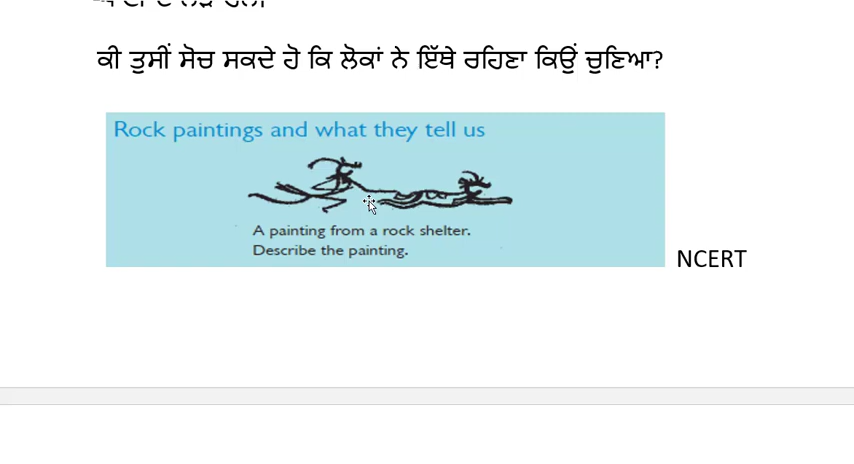 ਕੀ ਤੁਸੀਂ ਸੋਚ ਸਕਦੇ ਹੋ ਕਿ ਲੋਕਾਂ ਨੇ ਇੱਥੇ ਰਹਿਣਾ ਕਿਉਂ ਚੁਣਿਆ?
Rock paintings and what they tell us
A painting from a rock shelter.
Describe the painting.
NCERT